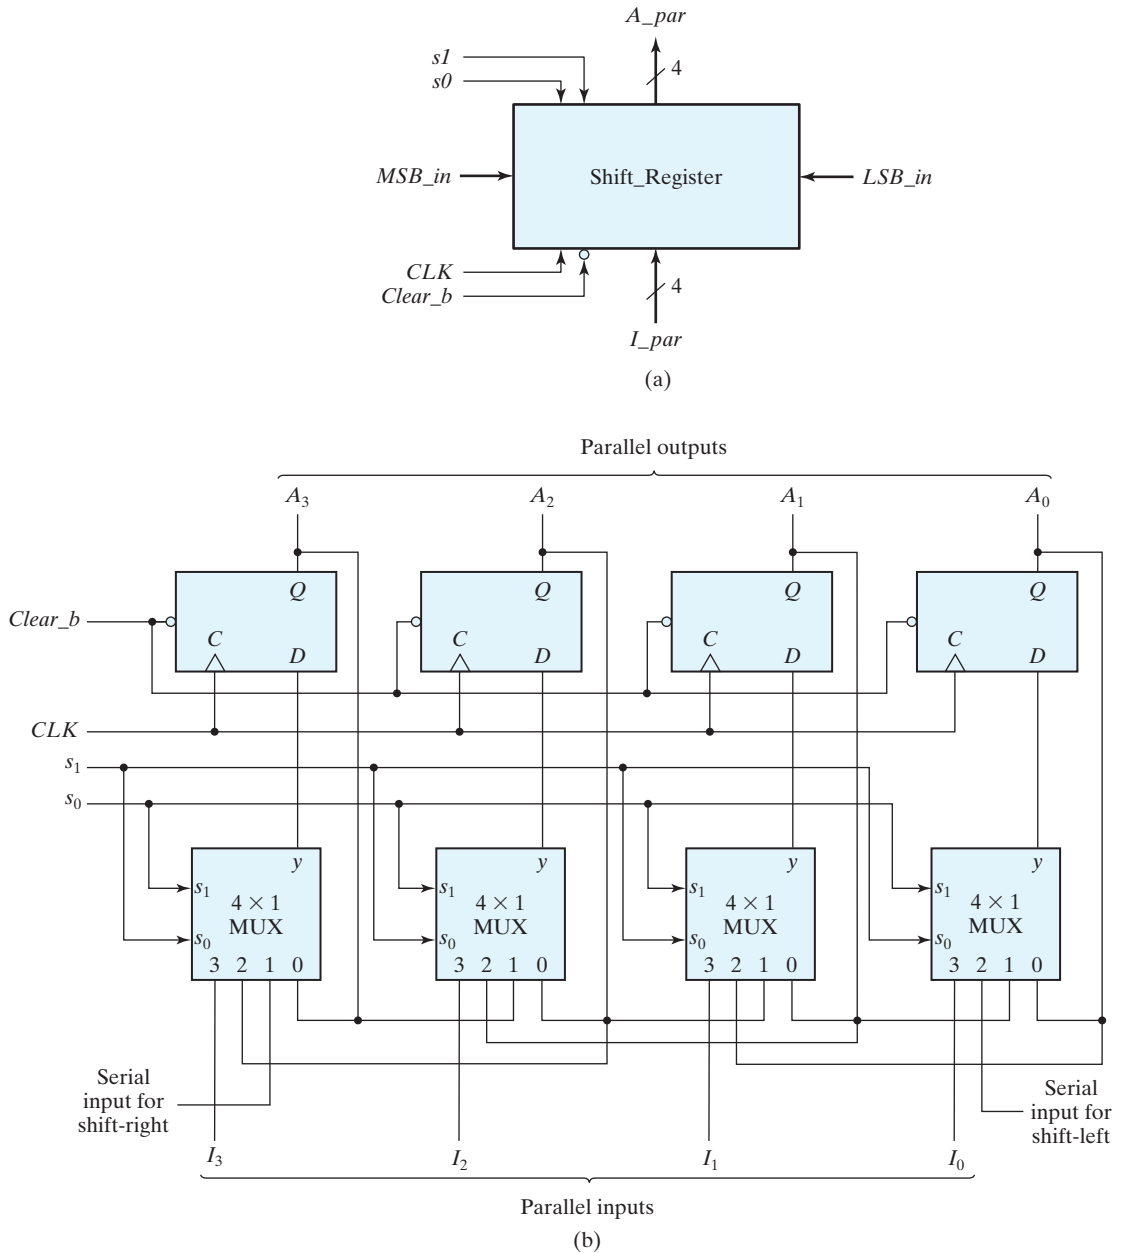 A_par
s1
4
s0
MSB_in
Shift_Register
LSB_in
CLK
Clear_b
4
I_par
(a)
Parallel outputs
A3 A2 A1 A0
Q Q Q Q
Clear_b
C D C D C D C D
CLK
s1
s0
y y y y
s1 s1 s1 s1
4 × 1 4 × 1 4 × 1 4 × 1
MUX MUX MUX MUX
s0 s0 s0 s0
3 2 1 0 3 2 1 0 3 2 1 0 3 2 1 0
Serial
input for
shift-right
Serial
input for
shift-left
I3 I2 I1 I0
Parallel inputs
(b)